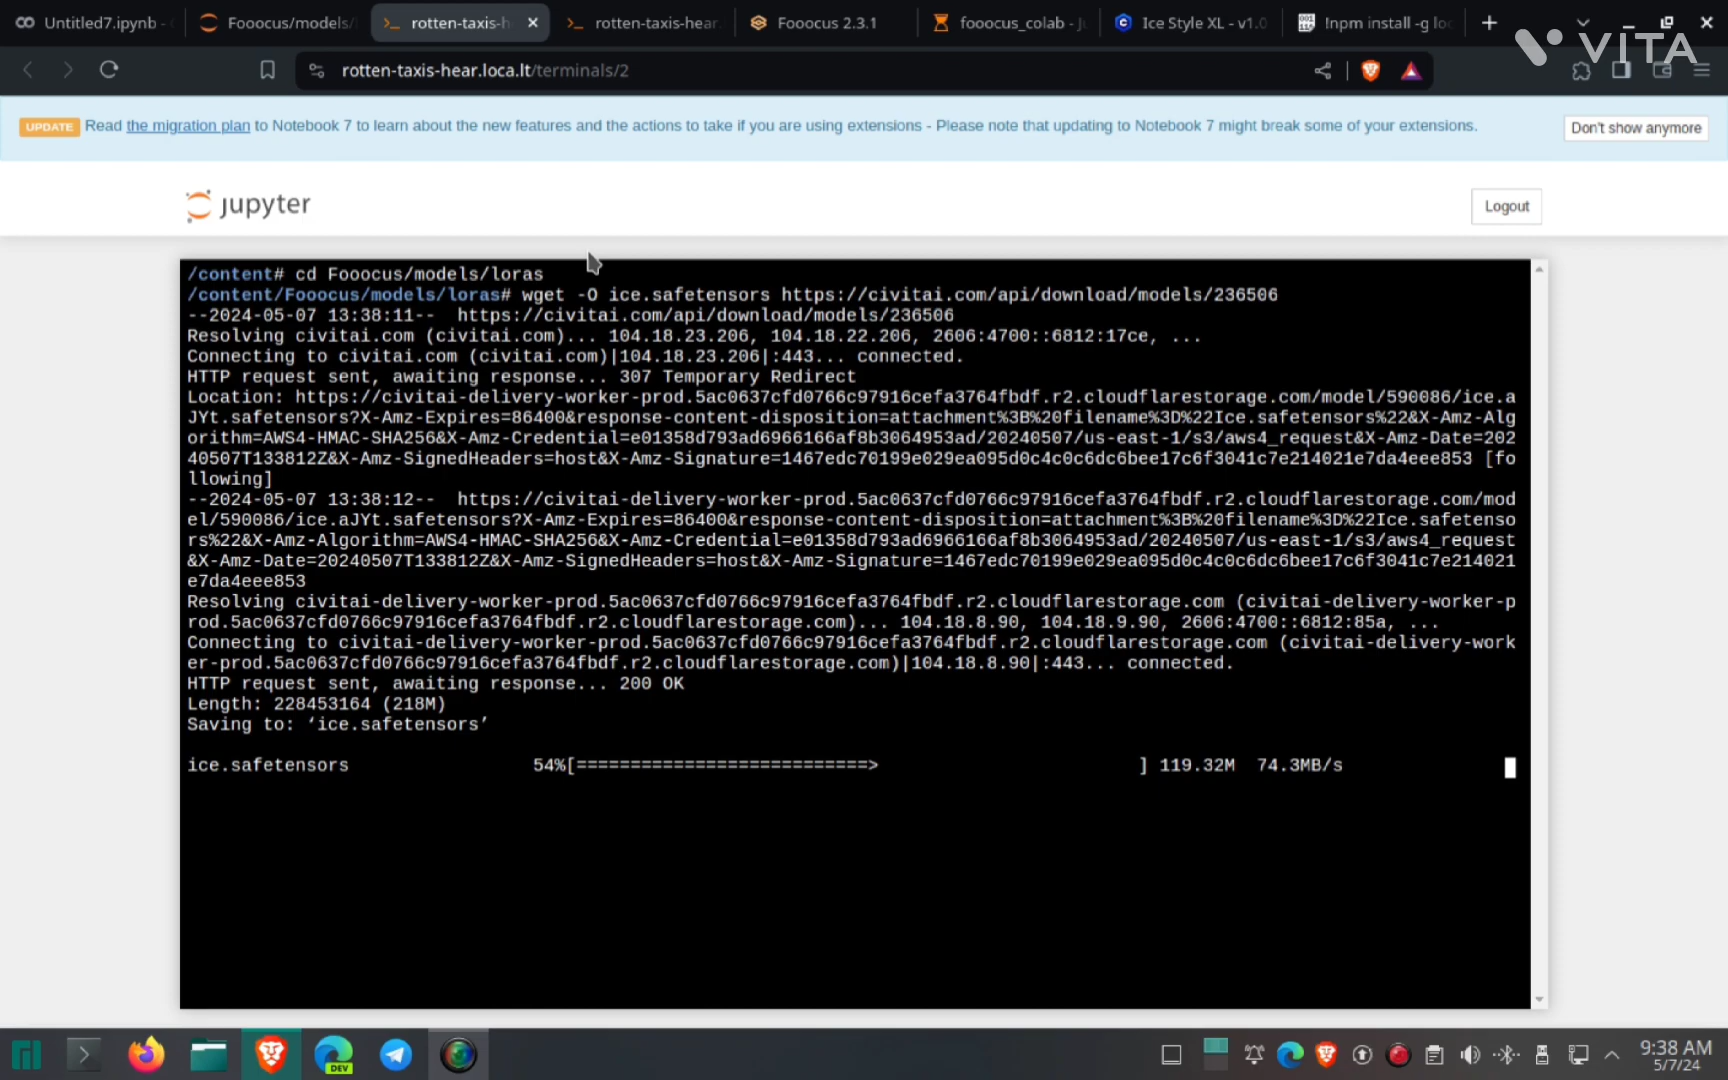 Untitled7.ipynb -
Fooocus/models/
rotten-taxis-h
rotten-taxis-hear.
Fooocus 2.3.1
fooocus_colab - J
Ice Style XL - v1.0
!npm install -g loc
VITA
rotten-taxis-hear.loca.lt/terminals/2
UPDATE Read the migration plan to Notebook 7 to learn about the new features and the actions to take if you are using extensions - Please note that updating to Notebook 7 might break some of your extensions.
Don't show anymore
jupyter
Logout
/content# cd Fooocus/models/loras
/content/Fooocus/models/loras# wget -O ice.safetensors https://civitai.com/api/download/models/236506
--2024-05-07 13:38:11-- https://civitai.com/api/download/models/236506
Resolving civitai.com (civitai.com)... 104.18.23.206, 104.18.22.206, 2606:4700::6812:17ce, ...
Connecting to civitai.com (civitai.com)|104.18.23.206|:443... connected.
HTTP request sent, awaiting response... 307 Temporary Redirect
Location: https://civitai-delivery-worker-prod.5ac0637cfd0766c97916cefa3764fbdf.r2.cloudflarestorage.com/model/590086/ice.a
JYt.safetensors?X-Amz-Expires=86400&response-content-disposition=attachment%3B%20filename%3D%22Ice.safetensors%22&X-Amz-Alg
orithm=AWS4-HMAC-SHA256&X-Amz-Credential=e01358d793ad6966166af8b3064953ad/20240507/us-east-1/s3/aws4_request&X-Amz-Date=202
40507T133812Z&X-Amz-SignedHeaders=host&X-Amz-Signature=1467edc70199e029ea095d0c4c0c6dc6bee17c6f3041c7e214021e7da4eee853 [fo
llowing]
--2024-05-07 13:38:12-- https://civitai-delivery-worker-prod.5ac0637cfd0766c97916cefa3764fbdf.r2.cloudflarestorage.com/mod
el/590086/ice.aJYt.safetensors?X-Amz-Expires=86400&response-content-disposition=attachment%3B%20filename%3D%22Ice.safetenso
rs%22&X-Amz-Algorithm=AWS4-HMAC-SHA256&X-Amz-Credential=e01358d793ad6966166af8b3064953ad/20240507/us-east-1/s3/aws4_request
&X-Amz-Date=20240507T133812Z&X-Amz-SignedHeaders=host&X-Amz-Signature=1467edc70199e029ea095d0c4c0c6dc6bee17c6f3041c7e214021
e7da4eee853
Resolving civitai-delivery-worker-prod.5ac0637cfd0766c97916cefa3764fbdf.r2.cloudflarestorage.com (civitai-delivery-worker-p
rod.5ac0637cfd0766c97916cefa3764fbdf.r2.cloudflarestorage.com)... 104.18.8.90, 104.18.9.90, 2606:4700::6812:85a, ...
Connecting to civitai-delivery-worker-prod.5ac0637cfd0766c97916cefa3764fbdf.r2.cloudflarestorage.com (civitai-delivery-work
er-prod.5ac0637cfd0766c97916cefa3764fbdf.r2.cloudflarestorage.com)|104.18.8.90|:443... connected.
HTTP request sent, awaiting response... 200 OK
Length: 228453164 (218M)
Saving to: ‘ice.safetensors’
ice.safetensors 54%[===========================> ] 119.32M 74.3MB/s
DEV
9:38 AM
5/7/24